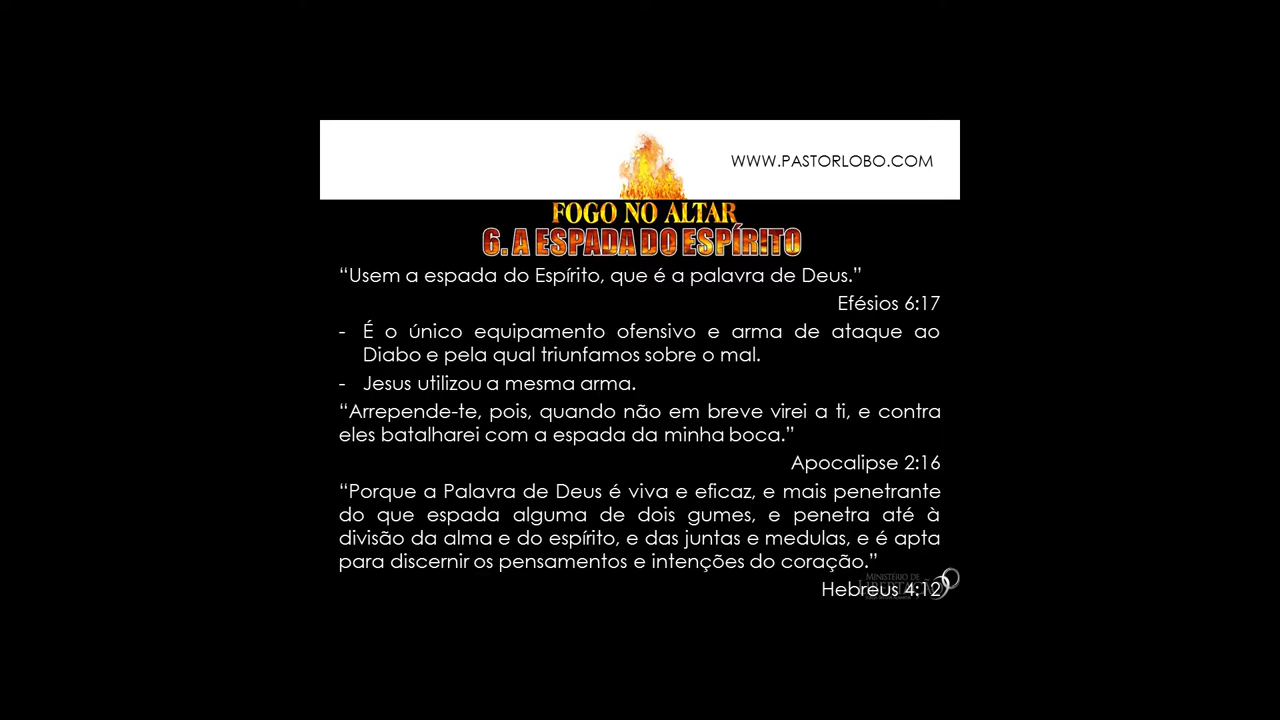 WWW.PASTORLOBO.COM
FOGO NO ALTAR
6. A ESPADA DO ESPÍRITO
“Usem a espada do Espírito, que é a palavra de Deus.”
Efésios 6:17
- É o único equipamento ofensivo e arma de ataque ao
Diabo e pela qual triunfamos sobre o mal.
- Jesus utilizou a mesma arma.
“Arrepende-te, pois, quando não em breve virei a ti, e contra
eles batalharei com a espada da minha boca.”
Apocalipse 2:16
“Porque a Palavra de Deus é viva e eficaz, e mais penetrante
do que espada alguma de dois gumes, e penetra até à
divisão da alma e do espírito, e das juntas e medulas, e é apta
para discernir os pensamentos e intenções do coração.”
MINISTÉRIO DE
LIBERTAÇÃO
Hebreus 4:12